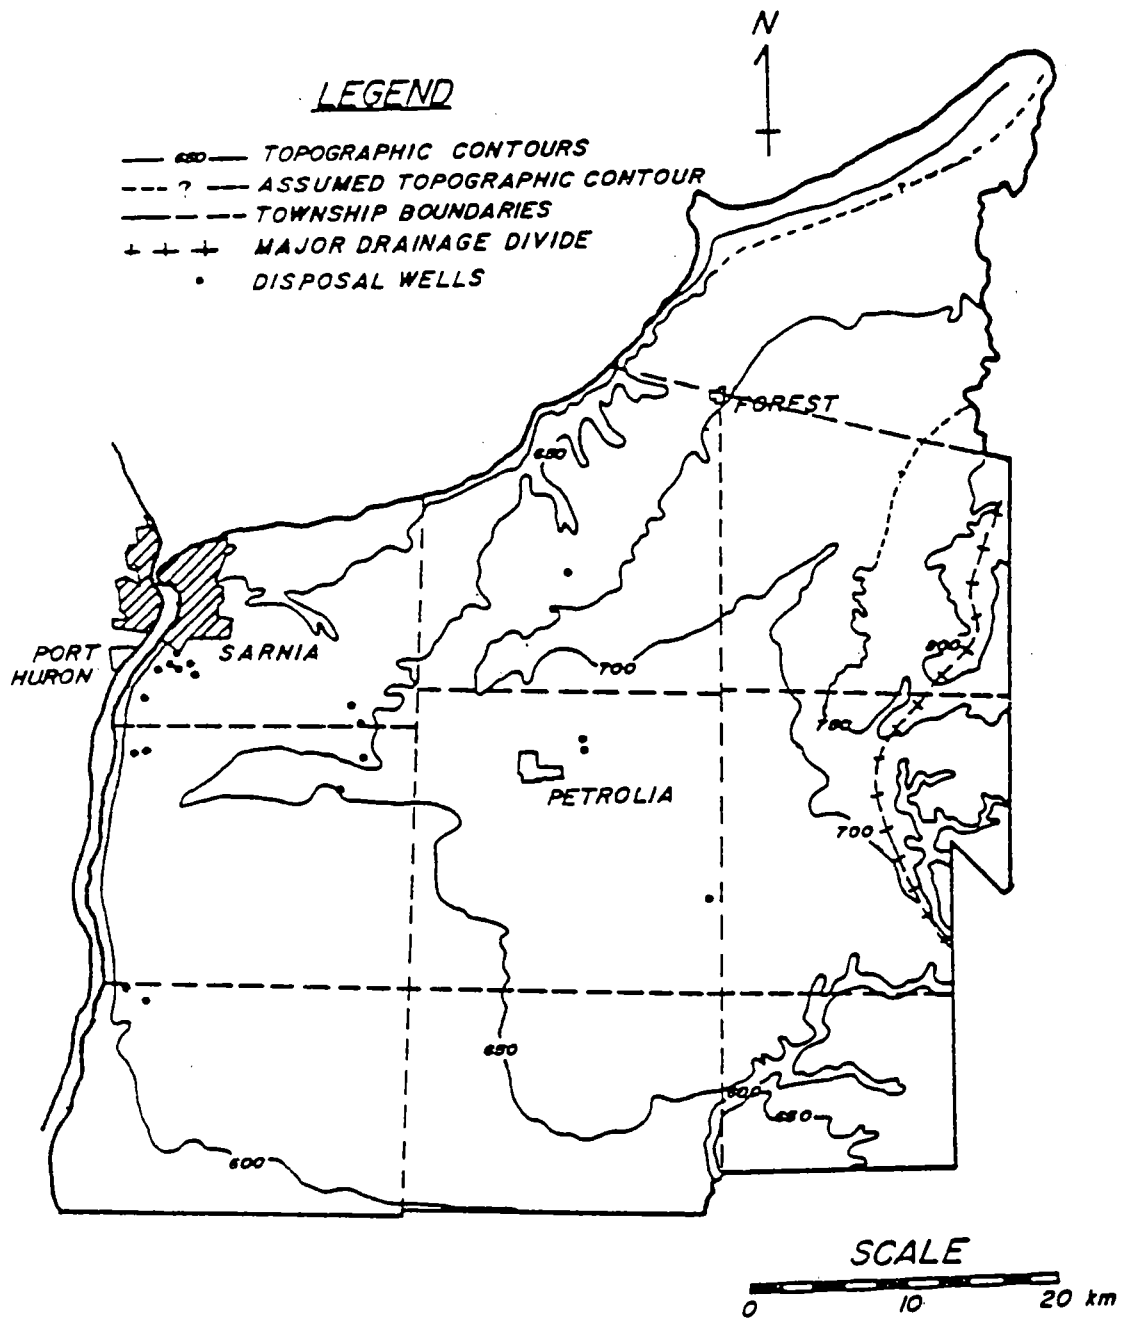 N
LEGEND
650 TOPOGRAPHIC CONTOURS
? ASSUMED TOPOGRAPHIC CONTOUR
TOWNSHIP BOUNDARIES
MAJOR DRAINAGE DIVIDE
DISPOSAL WELLS
FOREST
650
PORT HURON
SARNIA
700
800
750
PETROLIA
700
650
600
650
600
SCALE
0 10 20 km